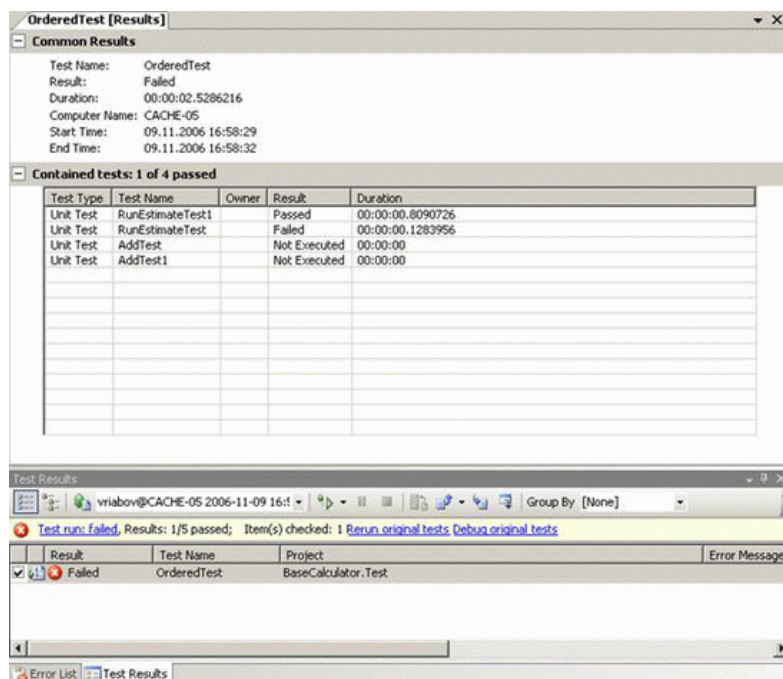 OrderedTest [Results]
Common Results
Test Name: OrderedTest
Result: Failed
Duration: 00:00:02.5286216
Computer Name: CACHE-05
Start Time: 09.11.2006 16:58:29
End Time: 09.11.2006 16:58:32
Contained tests: 1 of 4 passed
Test Type Test Name Owner Result Duration
Unit Test RunEstimateTest1 Passed 00:00:00.8090726
Unit Test RunEstimateTest Failed 00:00:00.1283956
Unit Test AddTest Not Executed 00:00:00
Unit Test AddTest1 Not Executed 00:00:00
Test Results
vriabov@CACHE-05 2006-11-09 16:5 Group By [None]
Test run: failed, Results: 1/5 passed; Item(s) checked: 1 Rerun original tests Debug original tests
Result Test Name Project Error Message
Failed OrderedTest BaseCalculator.Test
Error List Test Results